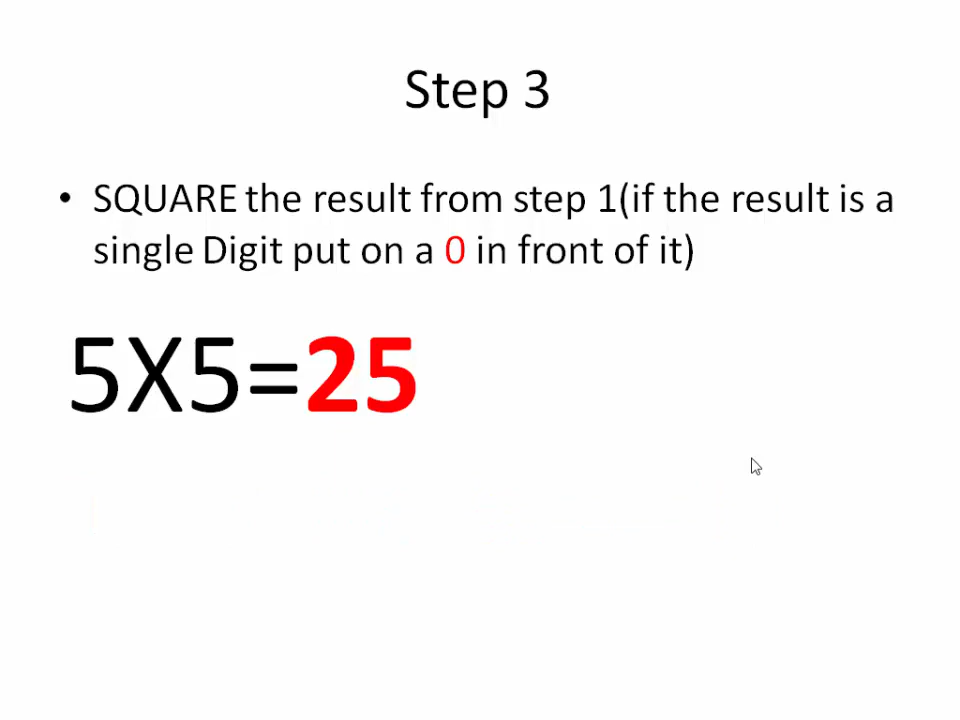 Step 3
• SQUARE the result from step 1(if the result is a
single Digit put on a 0 in front of it)
5X5=25